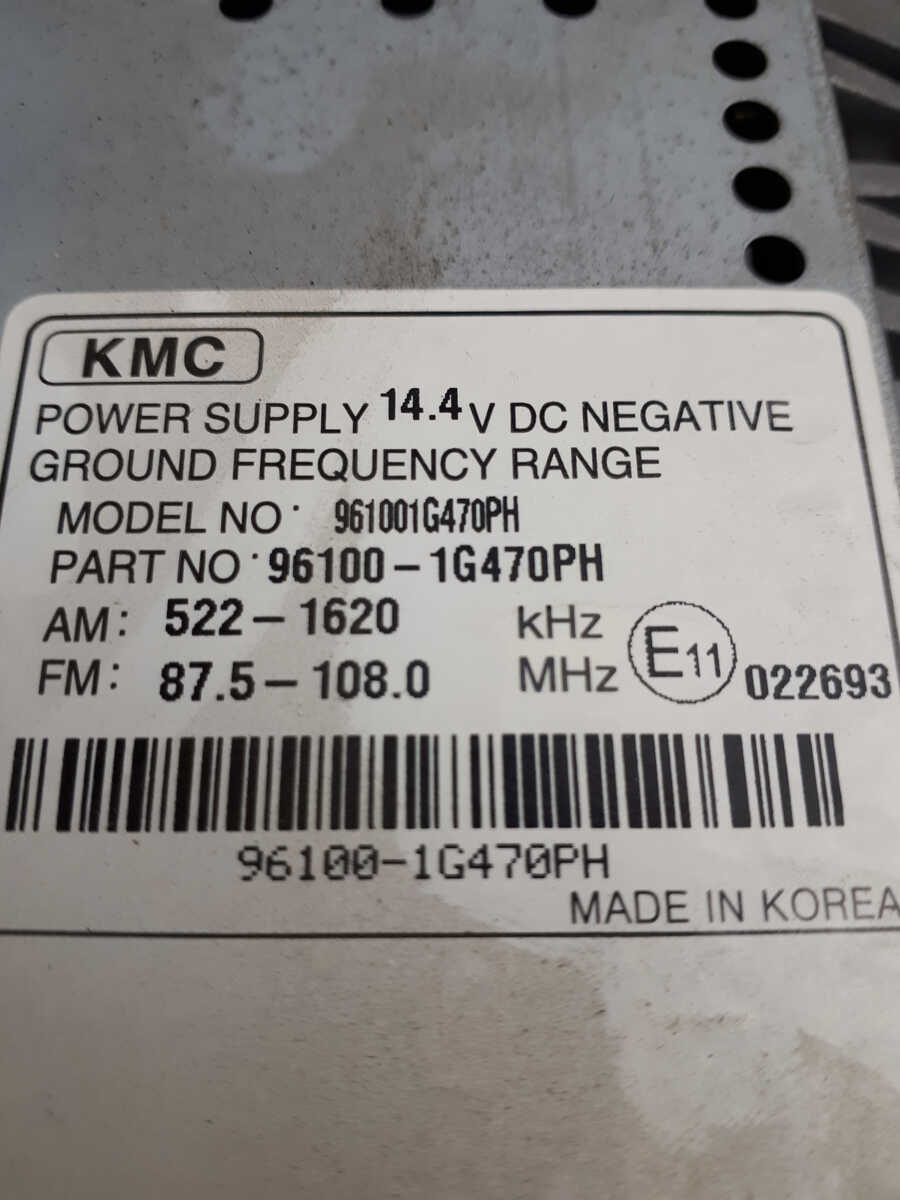 KMC
POWER SUPPLY 14.4 V DC NEGATIVE
GROUND FREQUENCY RANGE
MODEL NO: 961001G470PH
PART NO: 96100-1G470PH
AM: 522-1620 kHz
FM: 87.5-108.0 MHz
E11 022693
96100-1G470PH
MADE IN KOREA